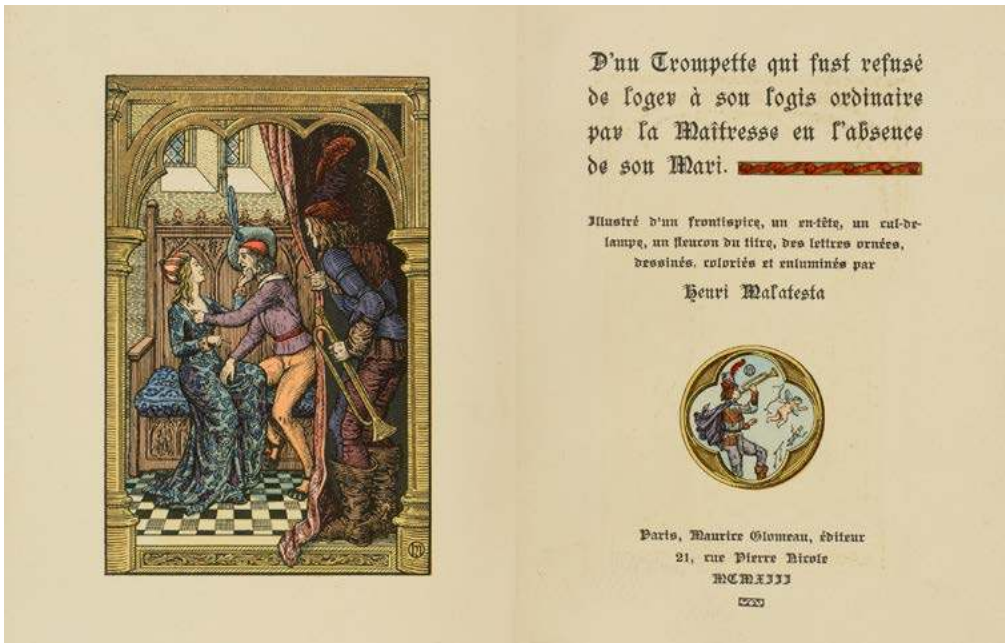 D'un Trompette qui fust refusé
de loger à son logis ordinaire
par la Maîtresse en l'absence
de son Mari.
Illustré d'un frontispice, un en-tête, un cul-de-
lampe, un fleuron du titre, des lettres ornées,
dessinés, coloriés et enluminés par
Henri Malatesta
Paris, Maurice Glomeau, éditeur
21, rue Pierre Nicole
MCMXIII